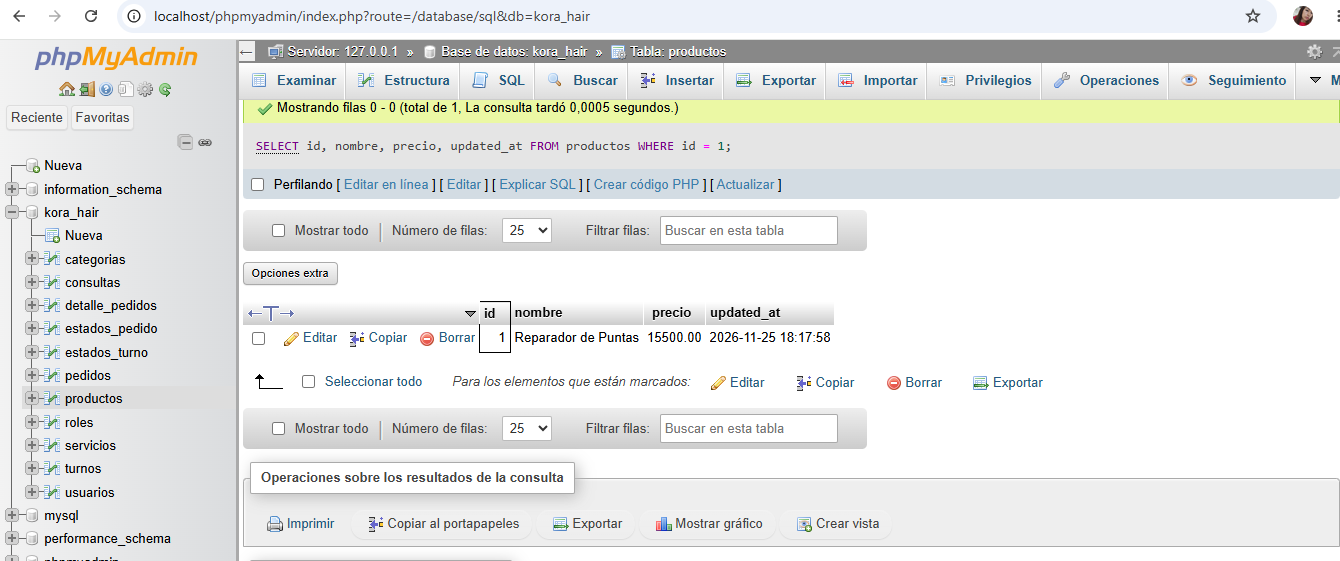 localhost/phpmyadmin/index.php?route=/database/sql&db=kora_hair
phpMyAdmin
Reciente Favoritas
Nueva
information_schema
kora_hair
Nueva
categorias
consultas
detalle_pedidos
estados_pedido
estados_turno
pedidos
productos
roles
servicios
turnos
usuarios
mysql
performance_schema
phpmyadmin
Servidor: 127.0.0.1 » Base de datos: kora_hair » Tabla: productos
Examinar Estructura SQL Buscar Insertar Exportar Importar Privilegios Operaciones Seguimiento M
Mostrando filas 0 - 0 (total de 1, La consulta tardó 0,0005 segundos.)
SELECT id, nombre, precio, updated_at FROM productos WHERE id = 1;
Perfilando [ Editar en línea ] [ Editar ] [ Explicar SQL ] [ Crear código PHP ] [ Actualizar ]
Mostrar todo Número de filas: 25 Filtrar filas: Buscar en esta tabla
Opciones extra
←T→ id nombre precio updated_at
Editar Copiar Borrar 1 Reparador de Puntas 15500.00 2026-11-25 18:17:58
Seleccionar todo Para los elementos que están marcados: Editar Copiar Borrar Exportar
Mostrar todo Número de filas: 25 Filtrar filas: Buscar en esta tabla
Operaciones sobre los resultados de la consulta
Imprimir Copiar al portapapeles Exportar Mostrar gráfico Crear vista